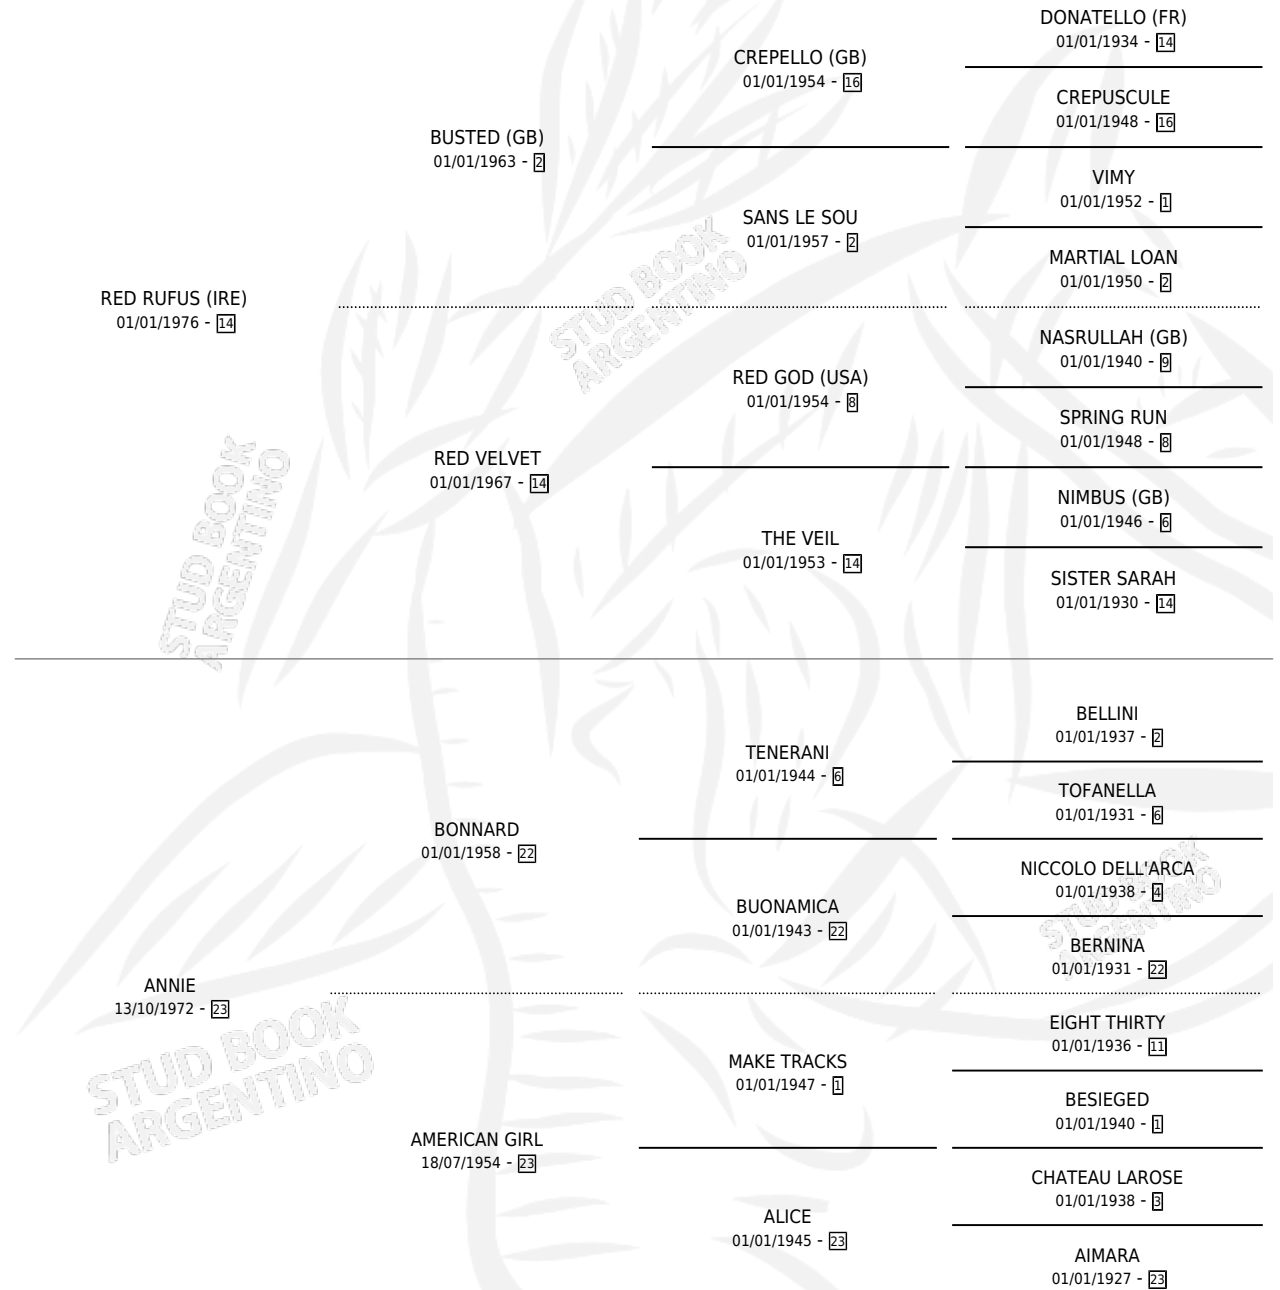 DONATELLO (FR)
01/01/1934 - 14
CREPELLO (GB)
01/01/1954 - 16
CREPUSCULE
01/01/1948 - 16
BUSTED (GB)
01/01/1963 - 2
VIMY
01/01/1952 - 1
SANS LE SOU
01/01/1957 - 2
MARTIAL LOAN
01/01/1950 - 2
RED RUFUS (IRE)
01/01/1976 - 14
STUD BOOK
ARGENTINO
NASRULLAH (GB)
01/01/1940 - 9
RED GOD (USA)
01/01/1954 - 8
SPRING RUN
01/01/1948 - 8
RED VELVET
01/01/1967 - 14
NIMBUS (GB)
01/01/1946 - 6
THE VEIL
01/01/1953 - 14
SISTER SARAH
01/01/1930 - 14
STUD BOOK
ARGENTINO
BELLINI
01/01/1937 - 2
TENERANI
01/01/1944 - 6
TOFANELLA
01/01/1931 - 6
BONNARD
01/01/1958 - 22
NICCOLO DELL'ARCA
01/01/1938 - 4
BUONAMICA
01/01/1943 - 22
BERNINA
01/01/1931 - 22
STUD BOOK
ARGENTINO
ANNIE
13/10/1972 - 23
STUD BOOK
ARGENTINO
EIGHT THIRTY
01/01/1936 - 11
MAKE TRACKS
01/01/1947 - 1
BESIEGED
01/01/1940 - 1
AMERICAN GIRL
18/07/1954 - 23
CHATEAU LAROSE
01/01/1938 - 3
ALICE
01/01/1945 - 23
AIMARA
01/01/1927 - 23